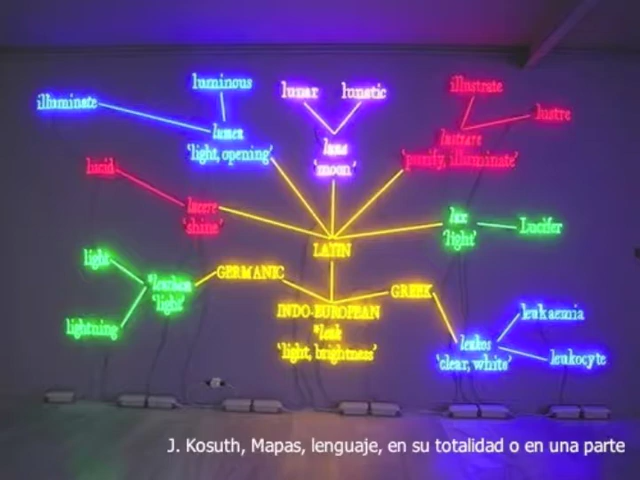 luminous
lunar
lunatic
illustrate
illuminate
lustre
lumen
'light, opening'
luna
'moon'
lustrare
'purify, illuminate'
lucid
lucere
'shine'
lux
'light'
Lucifer
LATIN
light
lightning
*leuchen
'light'
GERMANIC
GREEK
INDO-EUROPEAN
*leuk
'light, brightness'
leukaemia
leukos
'clear, white'
leukocyte
J. Kosuth, Mapas, lenguaje, en su totalidad o en una parte